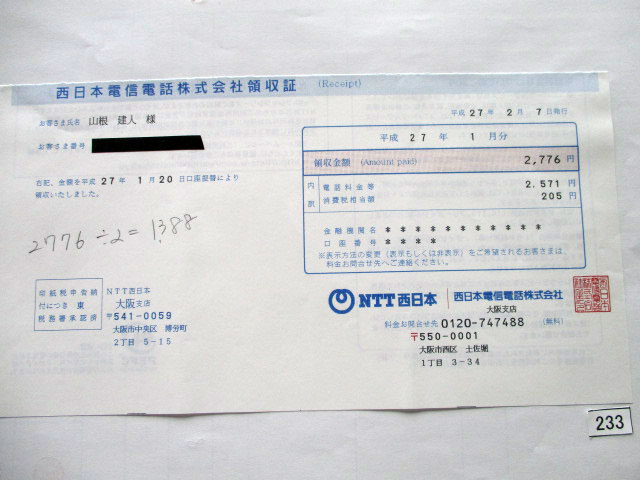 西日本電信電話株式会社領収証 (Receipt)
平成27年 2月 7日発行
お客さま氏名 山根 建人 様
お客さま番号
平成 27年 1月分
領収金額 (Amount paid) 2,776 円
内訳
電話料金等 2,571 円
消費税相当額 205 円
右記、金額を平成 27年 1月 20日口座振替により
領収いたしました。
2776 ÷2= 1,388
金融機関名 * * * * * * * * * * *
口座番号 * * * *
※表示方法の変更（表示もしくは非表示）をご希望されるお客さまは
料金お問合せ先へご連絡ください。
印紙税申告納
付につき 東
税務署承認済
NTT西日本
大阪支店
〒541-0059
大阪市中央区 博労町
2丁目 5-15
NTT西日本 西日本電信電話株式会社
大阪支店
料金お問合せ先 0120-747488 (無料)
〒550-0001
大阪市西区 土佐堀
1丁目 3-34
233